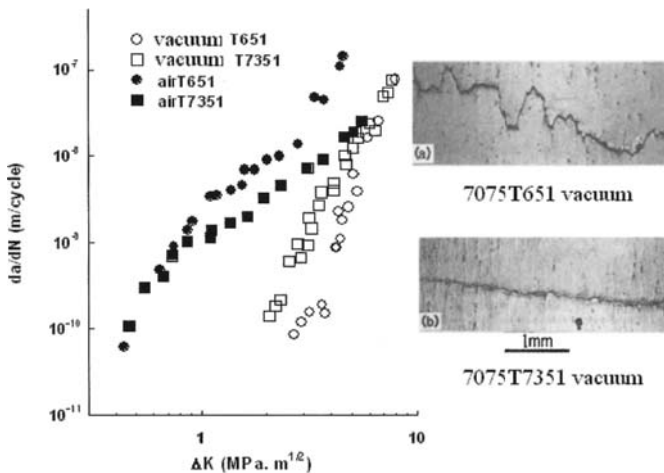 vacuum T651
vacuum T7351
airT651
airT7351
10⁻⁷
10⁻⁸
10⁻⁹
10⁻¹⁰
10⁻¹¹
da/dN (m/cycle)
1
10
ΔK (MPa. m^1/2)
(a)
7075T651 vacuum
(b)
1mm
7075T7351 vacuum